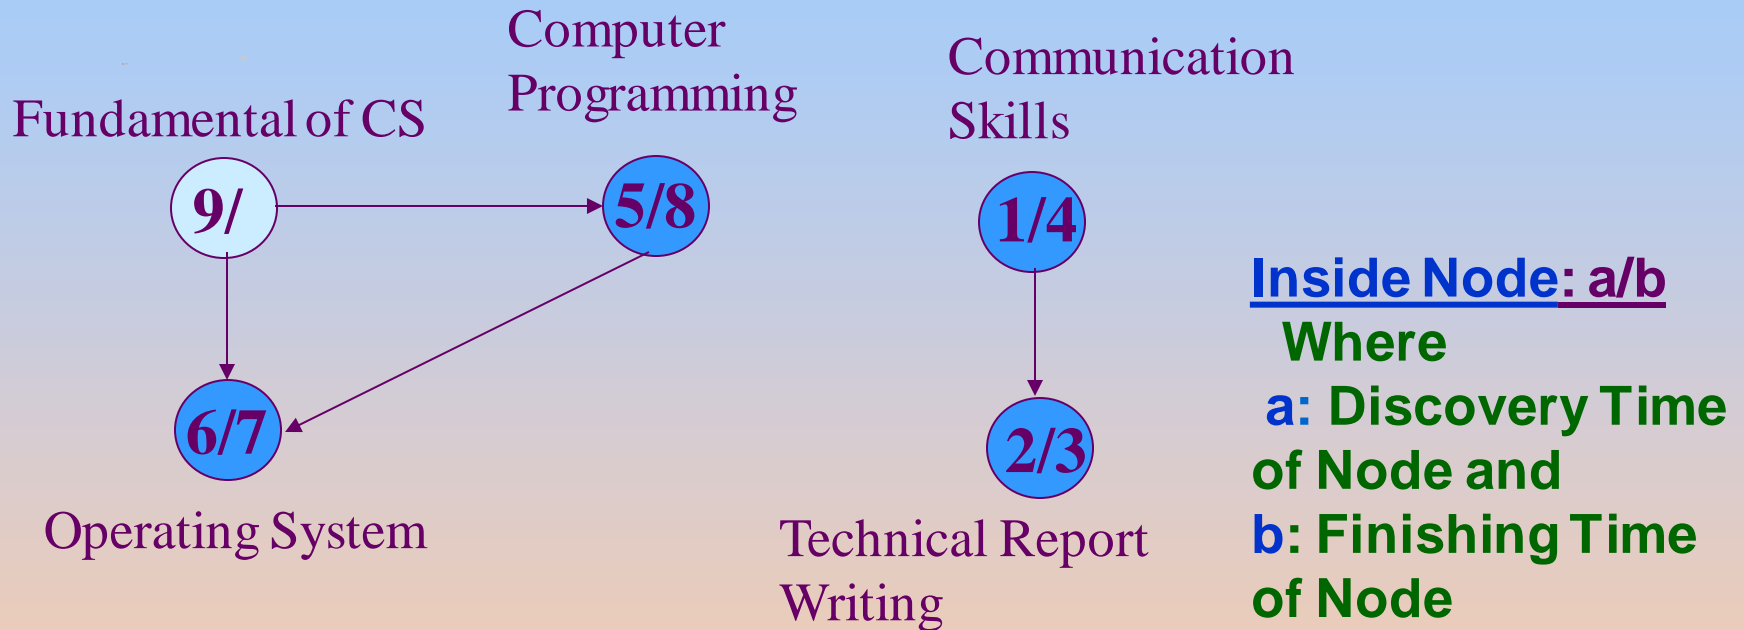 Computer
Programming
Communication
Skills
Fundamental of CS
9/
5/8
1/4
6/7
2/3
Operating System
Technical Report
Writing
Inside Node: a/b
Where
a: Discovery Time
of Node and
b: Finishing Time
of Node